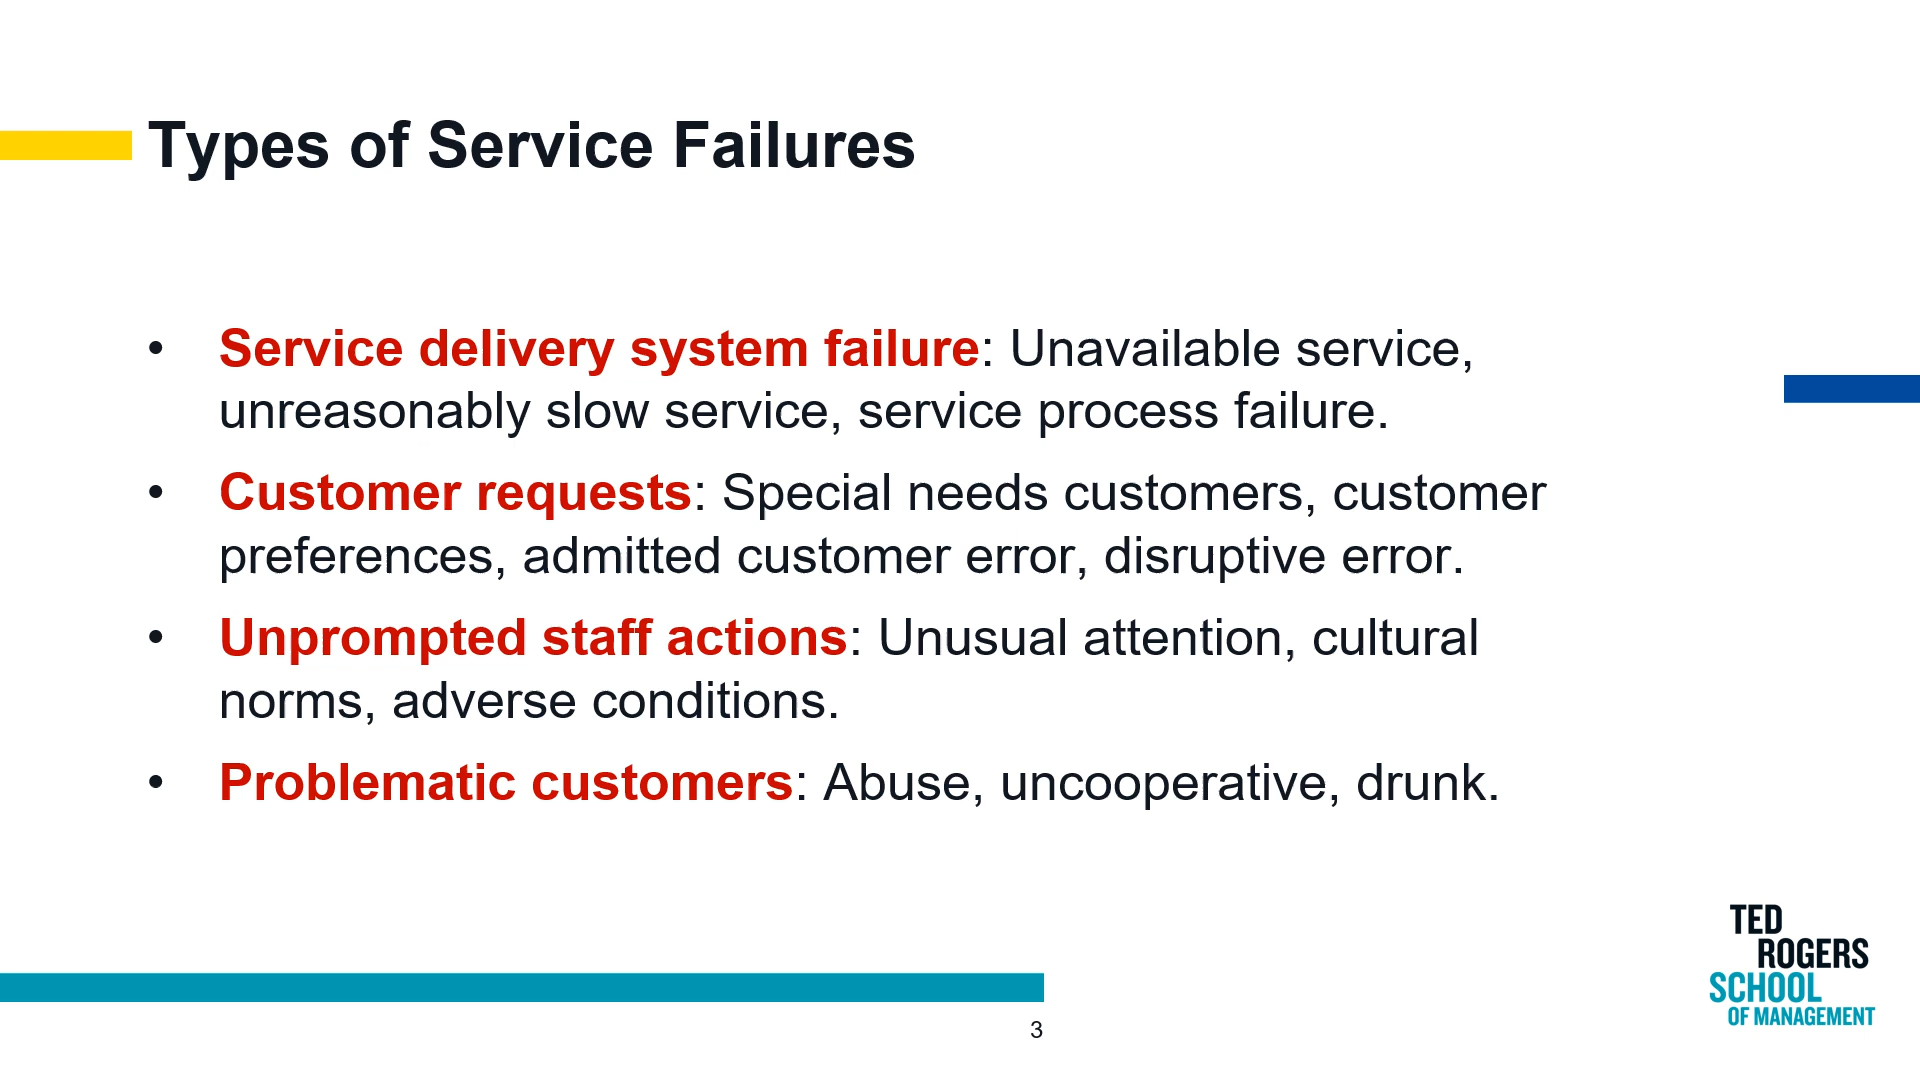 Types of Service Failures
• Service delivery system failure: Unavailable service,
unreasonably slow service, service process failure.
• Customer requests: Special needs customers, customer
preferences, admitted customer error, disruptive error.
• Unprompted staff actions: Unusual attention, cultural
norms, adverse conditions.
• Problematic customers: Abuse, uncooperative, drunk.
TED
ROGERS
SCHOOL
OF MANAGEMENT
3